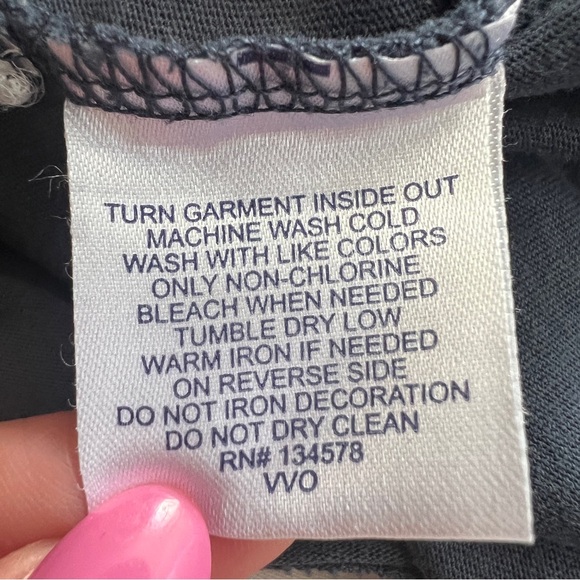 TURN GARMENT INSIDE OUT
MACHINE WASH COLD
WASH WITH LIKE COLORS
ONLY NON-CHLORINE
BLEACH WHEN NEEDED
TUMBLE DRY LOW
WARM IRON IF NEEDED
ON REVERSE SIDE
DO NOT IRON DECORATION
DO NOT DRY CLEAN
RN# 134578
VVO